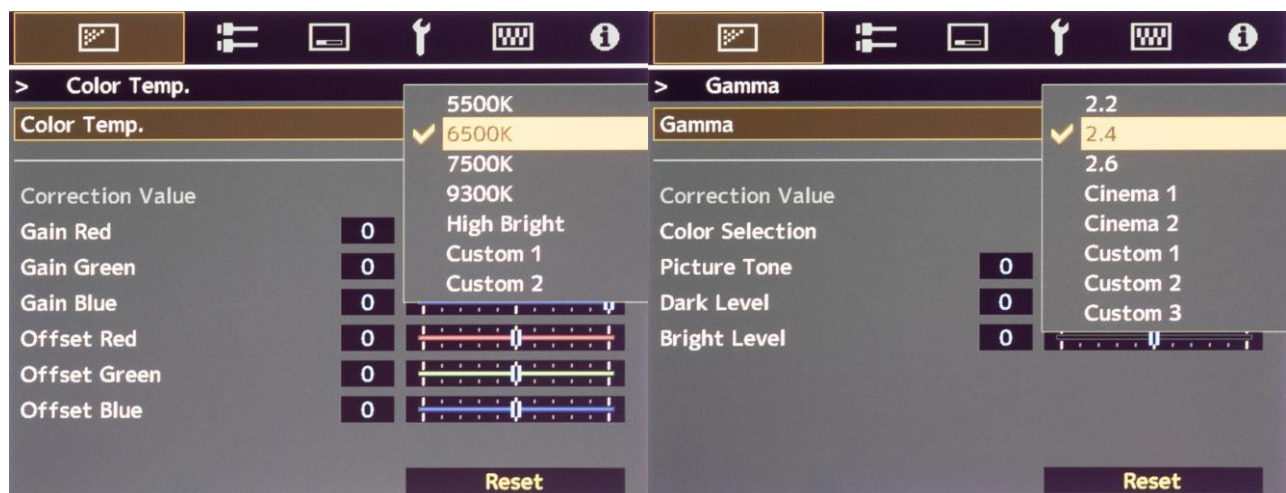 > Color Temp.
Color Temp.
5500K
6500K
7500K
9300K
High Bright
Custom 1
Custom 2
Correction Value
Gain Red 0
Gain Green 0
Gain Blue 0
Offset Red 0
Offset Green 0
Offset Blue 0
Reset
> Gamma
Gamma
2.2
2.4
2.6
Cinema 1
Cinema 2
Custom 1
Custom 2
Custom 3
Correction Value
Color Selection
Picture Tone 0
Dark Level 0
Bright Level 0
Reset